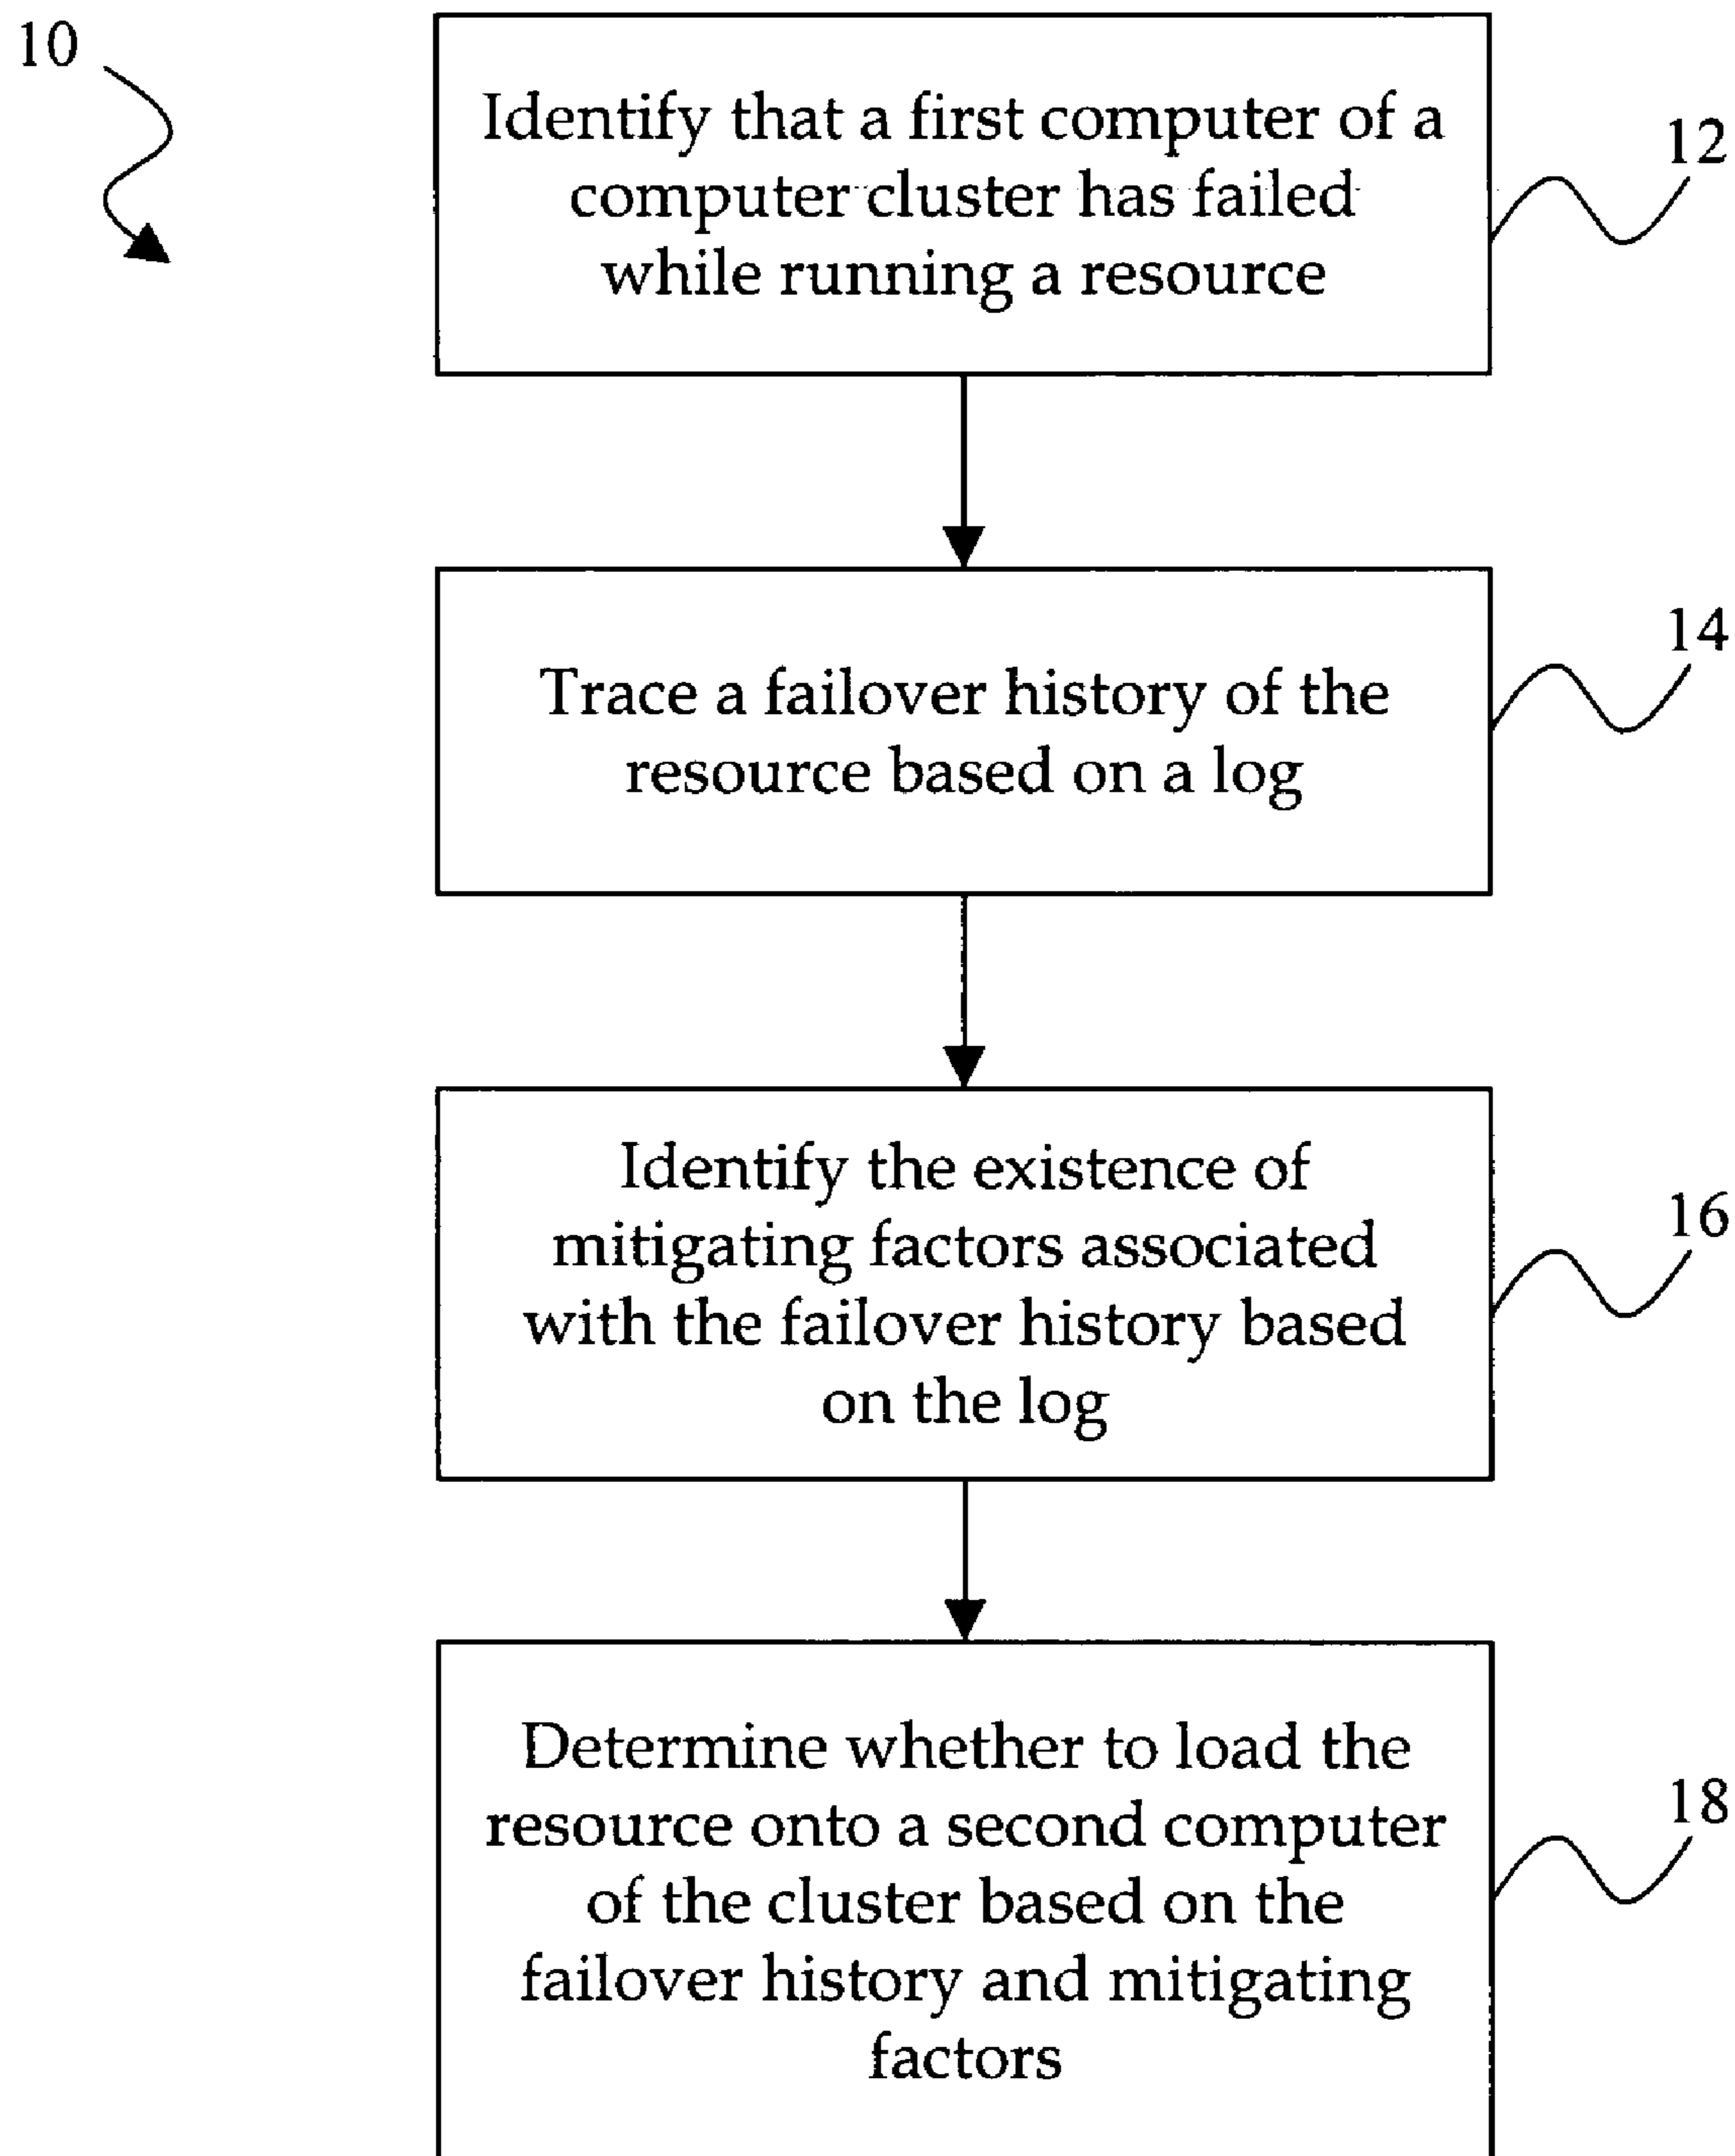 10
Identify that a first computer of a
computer cluster has failed
while running a resource
12
Trace a failover history of the
resource based on a log
14
Identify the existence of
mitigating factors associated
with the failover history based
on the log
16
Determine whether to load the
resource onto a second computer
of the cluster based on the
failover history and mitigating
factors
18